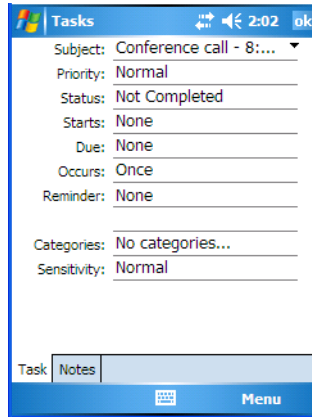 Tasks 2:02 ok
Subject: Conference call - 8:...
Priority: Normal
Status: Not Completed
Starts: None
Due: None
Occurs: Once
Reminder: None
Categories: No categories...
Sensitivity: Normal
Task Notes
Menu